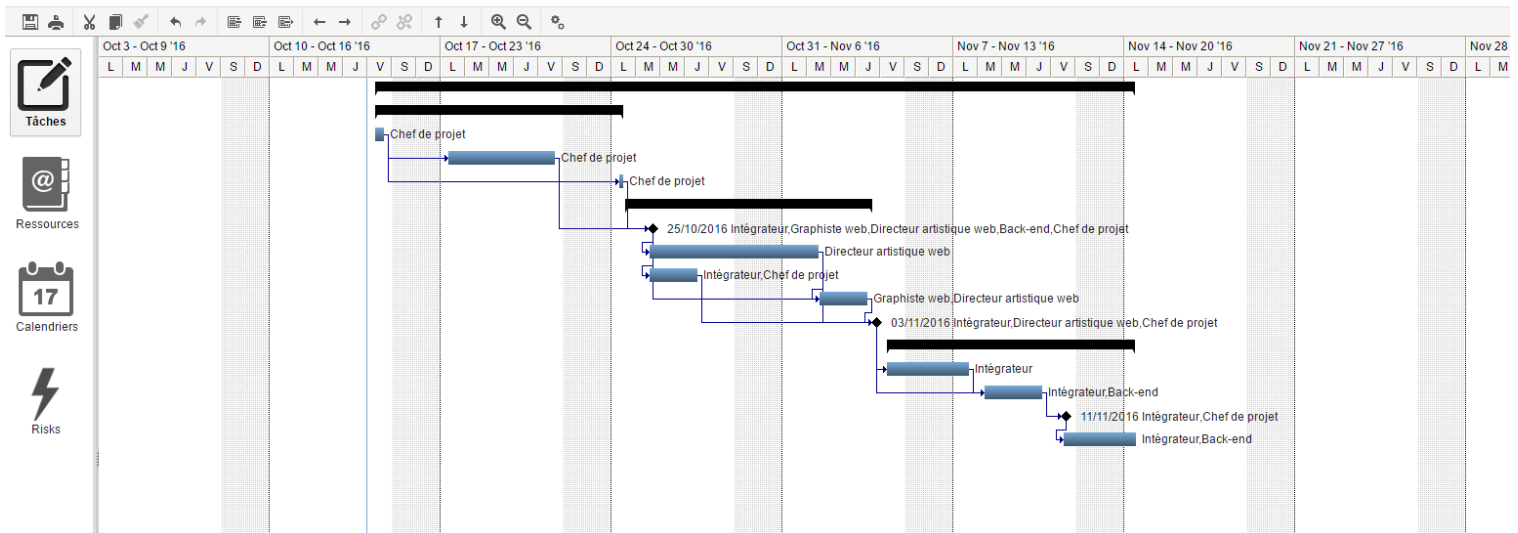 Oct 3 - Oct 9 '16 Oct 10 - Oct 16 '16 Oct 17 - Oct 23 '16 Oct 24 - Oct 30 '16 Oct 31 - Nov 6 '16 Nov 7 - Nov 13 '16 Nov 14 - Nov 20 '16 Nov 21 - Nov 27 '16 Nov 28
L M M J V S D L M M J V S D L M M J V S D L M M J V S D L M M J V S D L M M J V S D L M M J V S D L M M J V S D L M
Tâches
Chef de projet
Chef de projet
@
Chef de projet
Ressources
25/10/2016 Intégrateur,Graphiste web,Directeur artistique web,Back-end,Chef de projet
Directeur artistique web
Intégrateur,Chef de projet
17
Graphiste web,Directeur artistique web
Calendriers
03/11/2016 Intégrateur,Directeur artistique web,Chef de projet
Intégrateur
Intégrateur,Back-end
11/11/2016 Intégrateur,Chef de projet
Risks
Intégrateur,Back-end